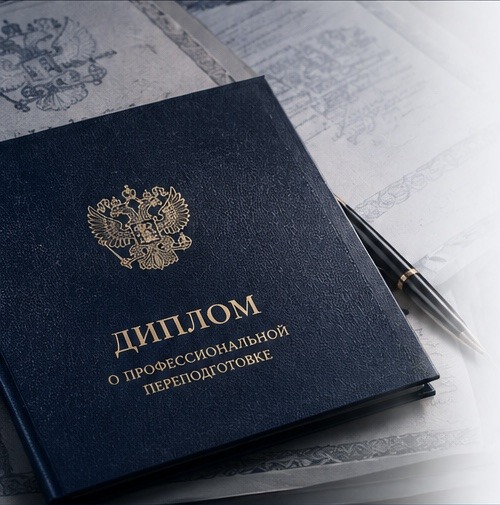 ДИПЛОМ
О ПРОФЕССИОНАЛЬНОЙ
ПЕРЕПОДГОТОВКЕ